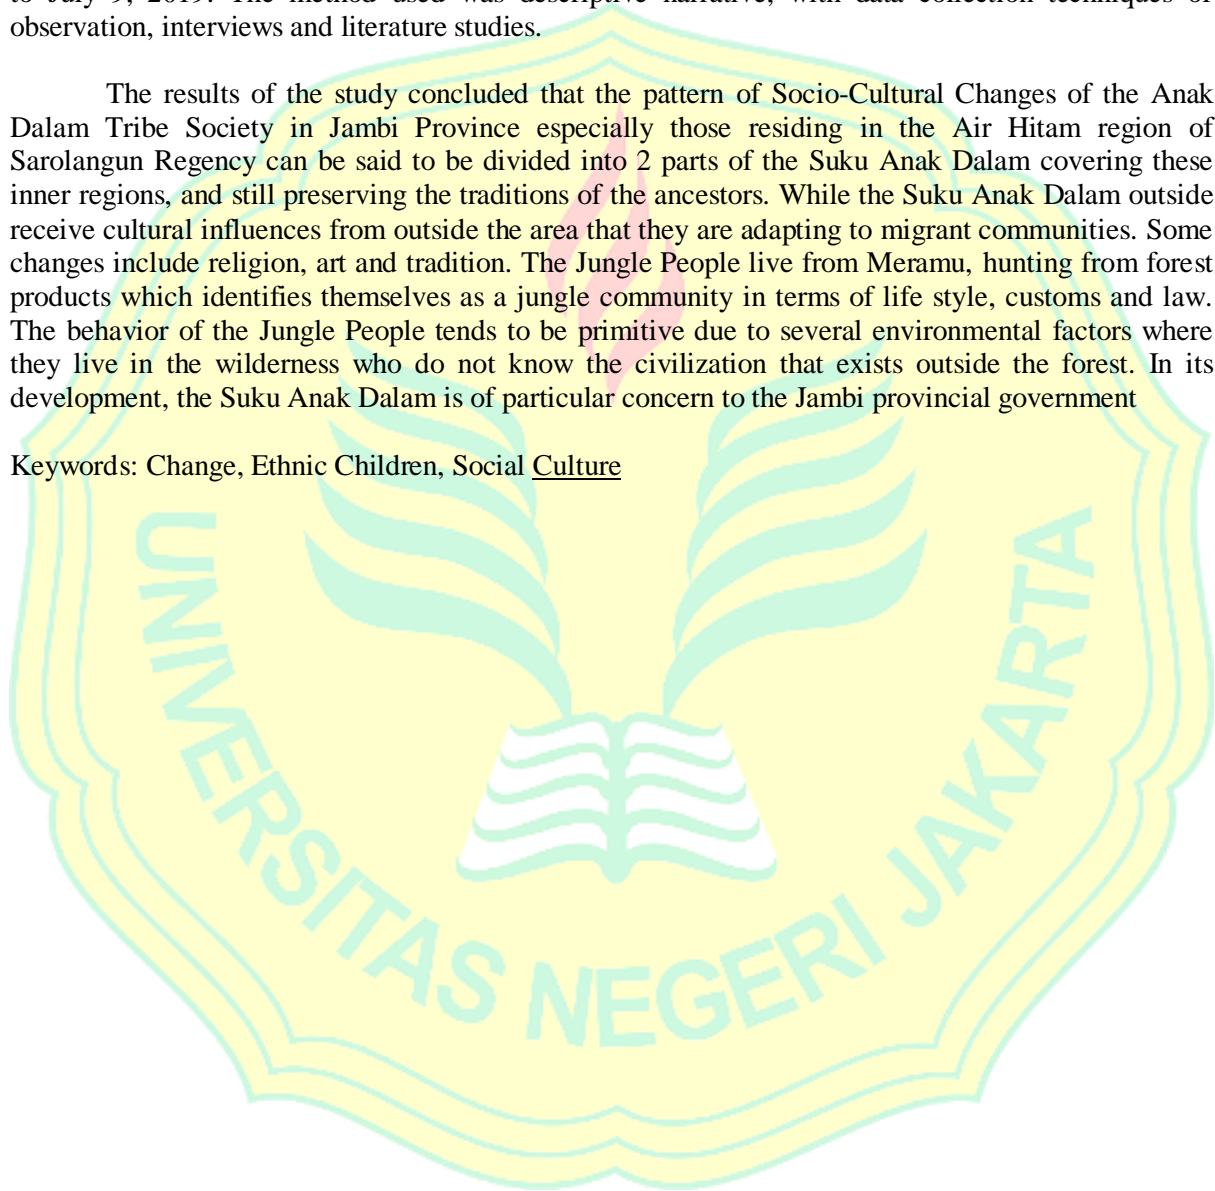 to July 9, 2019. The method used was descriptive narrative, with data collection techniques of
observation, interviews and literature studies.
The results of the study concluded that the pattern of Socio-Cultural Changes of the Anak
Dalam Tribe Society in Jambi Province especially those residing in the Air Hitam region of
Sarolangun Regency can be said to be divided into 2 parts of the Suku Anak Dalam covering these
inner regions, and still preserving the traditions of the ancestors. While the Suku Anak Dalam outside
receive cultural influences from outside the area that they are adapting to migrant communities. Some
changes include religion, art and tradition. The Jungle People live from Meramu, hunting from forest
products which identifies themselves as a jungle community in terms of life style, customs and law.
The behavior of the Jungle People tends to be primitive due to several environmental factors where
they live in the wilderness who do not know the civilization that exists outside the forest. In its
development, the Suku Anak Dalam is of particular concern to the Jambi provincial government
Keywords: Change, Ethnic Children, Social Culture
UNIVERSITAS NEGERI JAKARTA